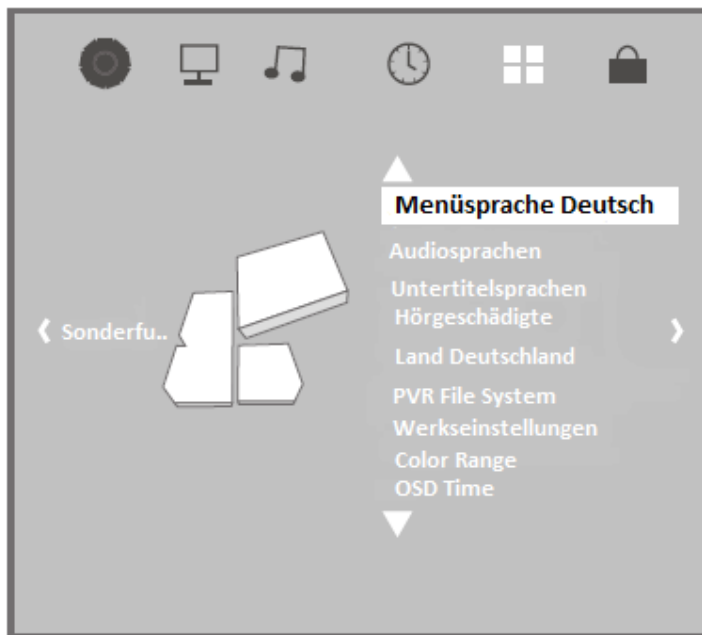 Menüsprache Deutsch
Audiosprachen
Untertitelsprachen
Hörgeschädigte
Sonderfu..
Land Deutschland
PVR File System
Werkseinstellungen
Color Range
OSD Time